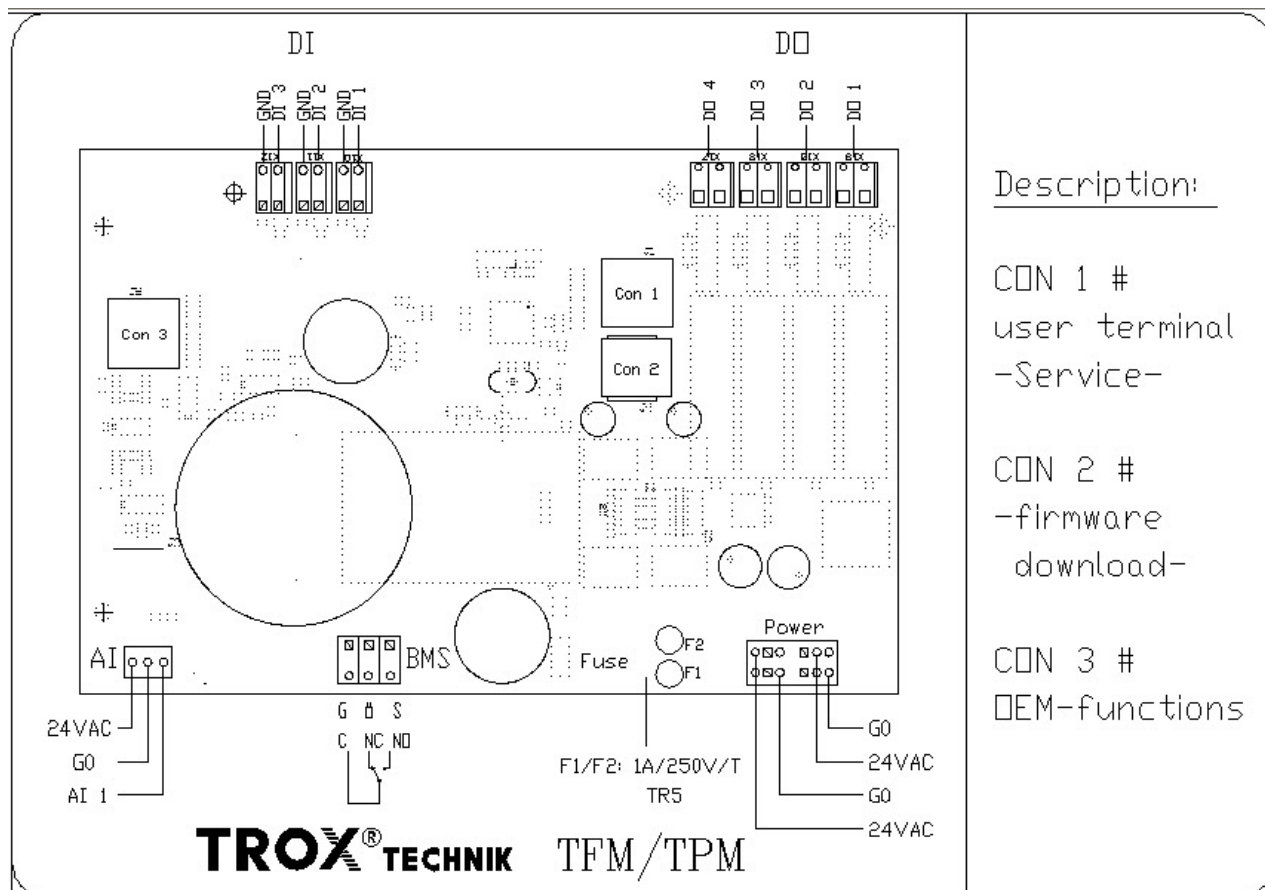 DI
DO
GND
DI 3
GND
DI 2
GND
DI 1
DO 4
DO 3
DO 2
DO 1
X12
X11
X10
Con 3
Con 1
Con 2
Description:
CON 1 #
user terminal
-Service-
CON 2 #
-firmware
download-
CON 3 #
OEM-functions
AI
BMS
Fuse
F2
F1
Power
24VAC
G0
AI 1
G
S
C NC NO
F1/F2: 1A/250V/T
TR5
G0
24VAC
G0
24VAC
TROX® TECHNIK TFM/TPM